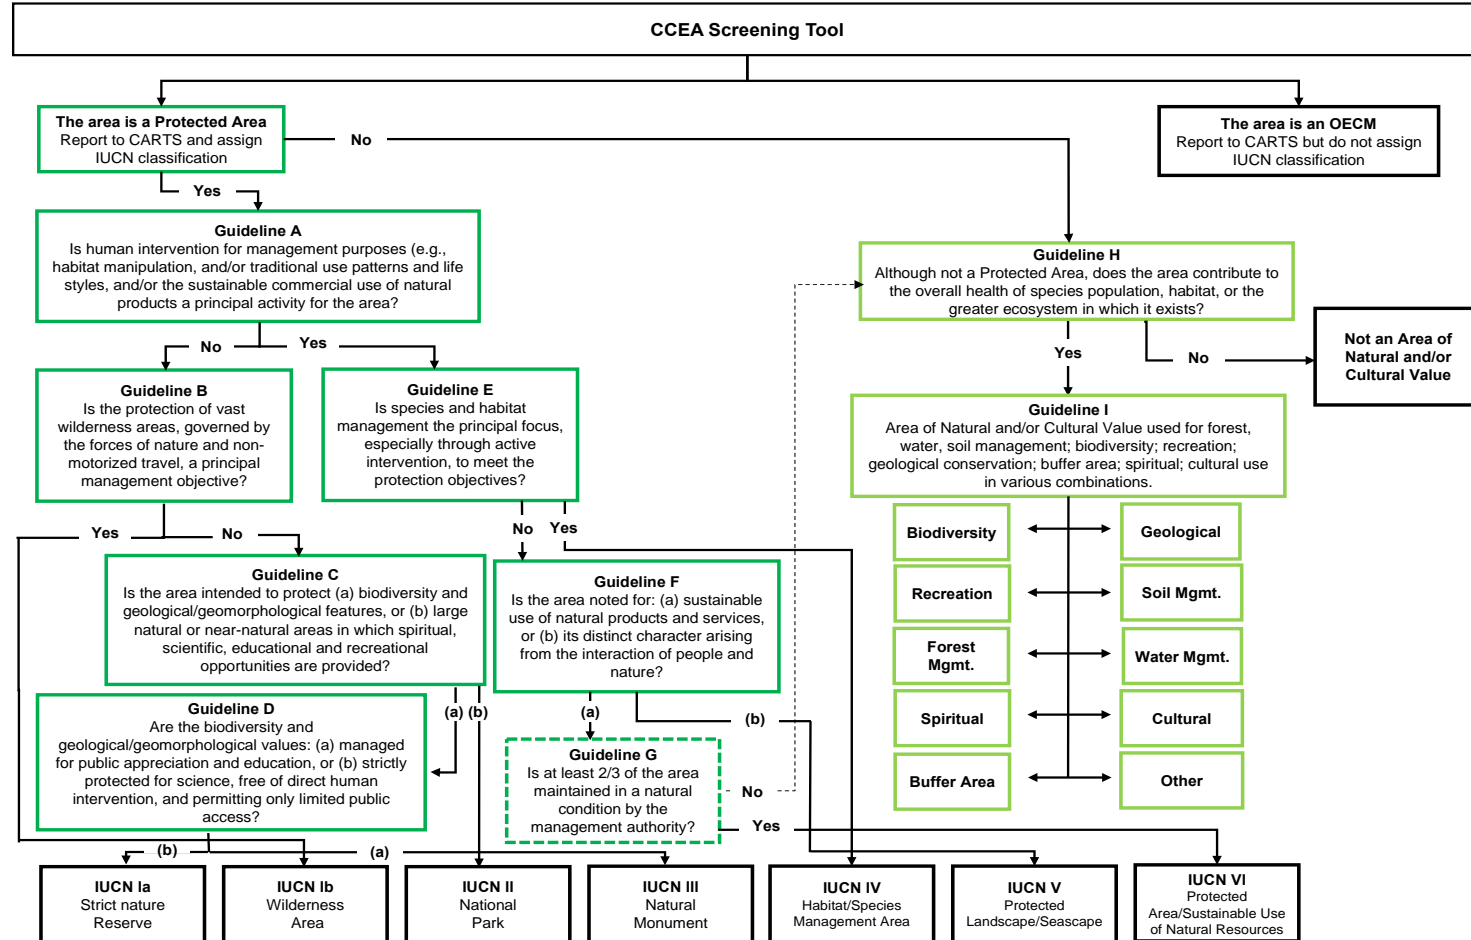 CCEA Screening Tool
The area is a Protected Area
Report to CARTS and assign
IUCN classification
No
The area is an OECM
Report to CARTS but do not assign
IUCN classification
Yes
Guideline A
Is human intervention for management purposes (e.g.,
habitat manipulation, and/or traditional use patterns and life
styles, and/or the sustainable commercial use of natural
products a principal activity for the area?
Guideline H
Although not a Protected Area, does the area contribute to
the overall health of species population, habitat, or the
greater ecosystem in which it exists?
No
Yes
Yes
No
Not an Area of
Natural and/or
Cultural Value
Guideline B
Is the protection of vast
wilderness areas, governed by
the forces of nature and non-
motorized travel, a principal
management objective?
Guideline E
Is species and habitat
management the principal focus,
especially through active
intervention, to meet the
protection objectives?
Guideline I
Area of Natural and/or Cultural Value used for forest,
water, soil management; biodiversity; recreation;
geological conservation; buffer area; spiritual; cultural use
in various combinations.
Yes
No
No
Yes
Biodiversity
Geological
Guideline C
Is the area intended to protect (a) biodiversity and
geological/geomorphological features, or (b) large
natural or near-natural areas in which spiritual,
scientific, educational and recreational
opportunities are provided?
Guideline F
Is the area noted for: (a) sustainable
use of natural products and services,
or (b) its distinct character arising
from the interaction of people and
nature?
Recreation
Soil Mgmt.
Forest
Mgmt.
Water Mgmt.
(a)
(b)
(a)
(b)
Spiritual
Cultural
Guideline D
Are the biodiversity and
geological/geomorphological values: (a) managed
for public appreciation and education, or (b) strictly
protected for science, free of direct human
intervention, and permitting only limited public
access?
Guideline G
Is at least 2/3 of the area
maintained in a natural
condition by the
management authority?
No
Yes
Buffer Area
Other
(b)
(a)
IUCN Ia
Strict nature
Reserve
IUCN Ib
Wilderness
Area
IUCN II
National
Park
IUCN III
Natural
Monument
IUCN IV
Habitat/Species
Management Area
IUCN V
Protected
Landscape/Seascape
IUCN VI
Protected
Area/Sustainable Use
of Natural Resources